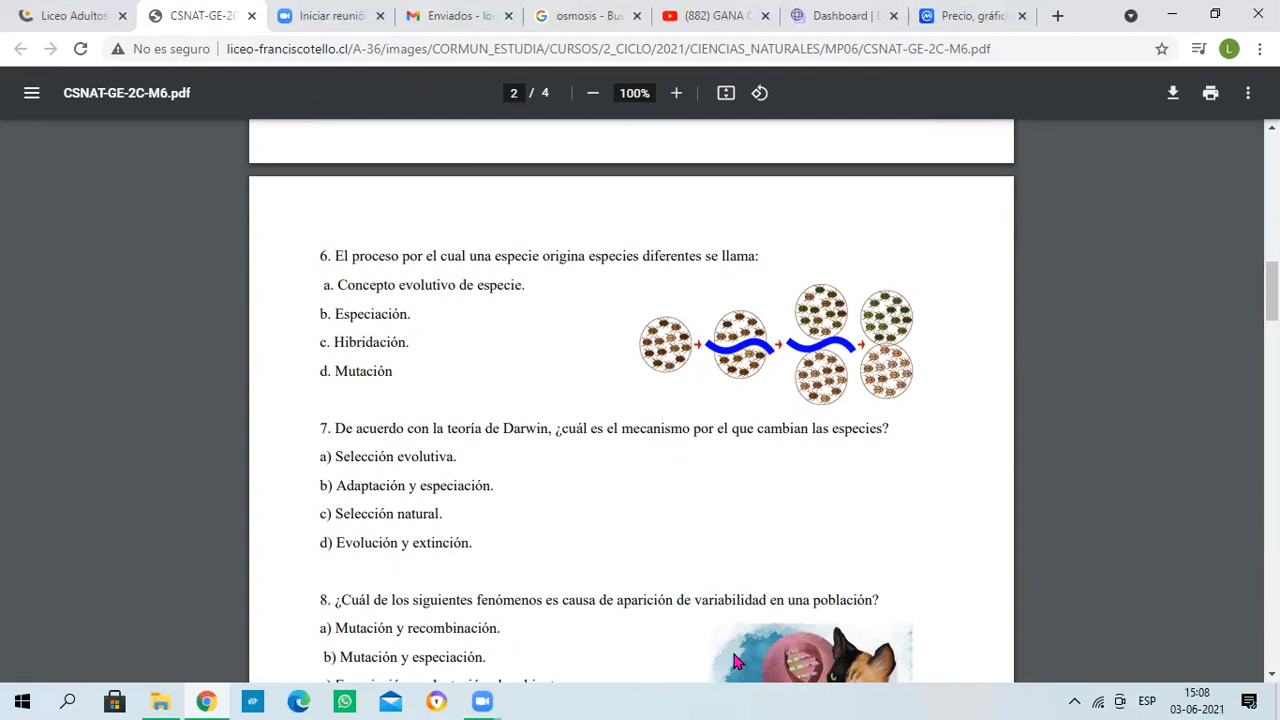 Liceo Adultos
CSNAT-GE-2C
Iniciar reunió
Enviados - lo
osmosis - Bus
(882) GANA C
Dashboard | D
Precio, gráfic
No es seguro
liceo-franciscotello.cl/A-36/images/CORMUN_ESTUDIA/CURSOS/2_CICLO/2021/CIENCIAS_NATURALES/MP06/CSNAT-GE-2C-M6.pdf
L
CSNAT-GE-2C-M6.pdf
2 / 4
100%
6. El proceso por el cual una especie origina especies diferentes se llama:
a. Concepto evolutivo de especie.
b. Especiación.
c. Hibridación.
d. Mutación
7. De acuerdo con la teoría de Darwin, ¿cuál es el mecanismo por el que cambian las especies?
a) Selección evolutiva.
b) Adaptación y especiación.
c) Selección natural.
d) Evolución y extinción.
8. ¿Cuál de los siguientes fenómenos es causa de aparición de variabilidad en una población?
a) Mutación y recombinación.
b) Mutación y especiación.
ESP
15:08
03-06-2021